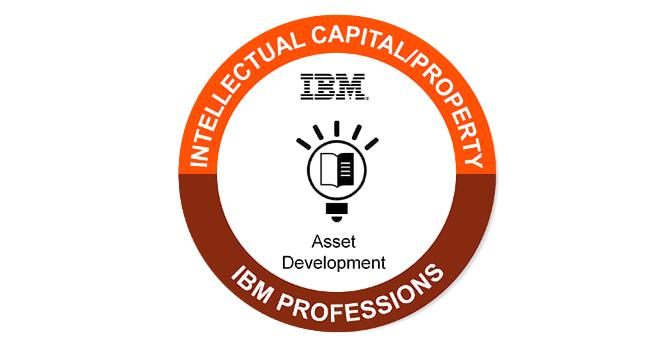 INTELLECTUAL CAPITAL/PROPERTY
IBM
Asset
Development
IBM PROFESSIONS